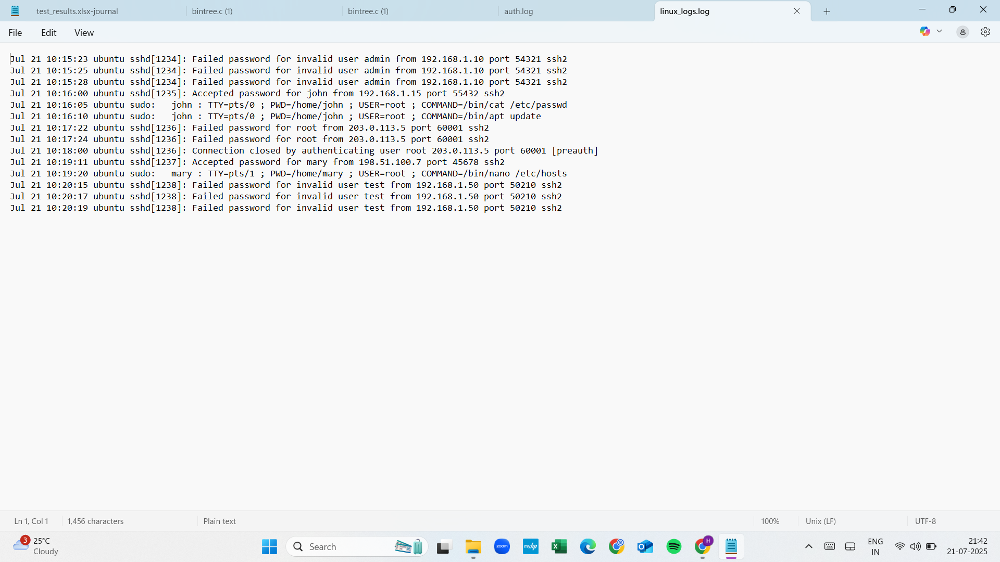 test_results.xlsx-journal
bintree.c (1)
bintree.c (1)
auth.log
linux_logs.log
File
Edit
View
Jul 21 10:15:23 ubuntu sshd[1234]: Failed password for invalid user admin from 192.168.1.10 port 54321 ssh2
Jul 21 10:15:25 ubuntu sshd[1234]: Failed password for invalid user admin from 192.168.1.10 port 54321 ssh2
Jul 21 10:15:28 ubuntu sshd[1234]: Failed password for invalid user admin from 192.168.1.10 port 54321 ssh2
Jul 21 10:16:00 ubuntu sshd[1235]: Accepted password for john from 192.168.1.15 port 55432 ssh2
Jul 21 10:16:05 ubuntu sudo:   john : TTY=pts/0 ; PWD=/home/john ; USER=root ; COMMAND=/bin/cat /etc/passwd
Jul 21 10:16:10 ubuntu sudo:   john : TTY=pts/0 ; PWD=/home/john ; USER=root ; COMMAND=/bin/apt update
Jul 21 10:17:22 ubuntu sshd[1236]: Failed password for root from 203.0.113.5 port 60001 ssh2
Jul 21 10:17:24 ubuntu sshd[1236]: Failed password for root from 203.0.113.5 port 60001 ssh2
Jul 21 10:18:00 ubuntu sshd[1236]: Connection closed by authenticating user root 203.0.113.5 port 60001 [preauth]
Jul 21 10:19:11 ubuntu sshd[1237]: Accepted password for mary from 198.51.100.7 port 45678 ssh2
Jul 21 10:19:20 ubuntu sudo:   mary : TTY=pts/1 ; PWD=/home/mary ; USER=root ; COMMAND=/bin/nano /etc/hosts
Jul 21 10:20:15 ubuntu sshd[1238]: Failed password for invalid user test from 192.168.1.50 port 50210 ssh2
Jul 21 10:20:17 ubuntu sshd[1238]: Failed password for invalid user test from 192.168.1.50 port 50210 ssh2
Jul 21 10:20:19 ubuntu sshd[1238]: Failed password for invalid user test from 192.168.1.50 port 50210 ssh2
Ln 1, Col 1
1,456 characters
Plain text
100%
Unix (LF)
UTF-8
3
25°C
Cloudy
Search
zoom
myhp
H
ENG
IN
21:42
21-07-2025